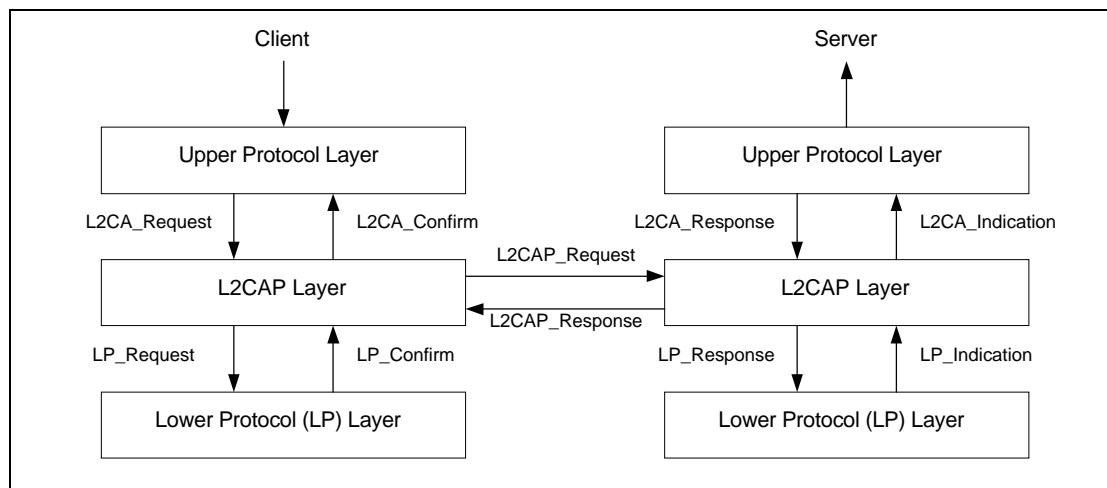 Client
Server
Upper Protocol Layer
Upper Protocol Layer
L2CA_Request
L2CA_Confirm
L2CA_Response
L2CA_Indication
L2CAP_Request
L2CAP Layer
L2CAP Layer
L2CAP_Response
LP_Request
LP_Confirm
LP_Response
LP_Indication
Lower Protocol (LP) Layer
Lower Protocol (LP) Layer